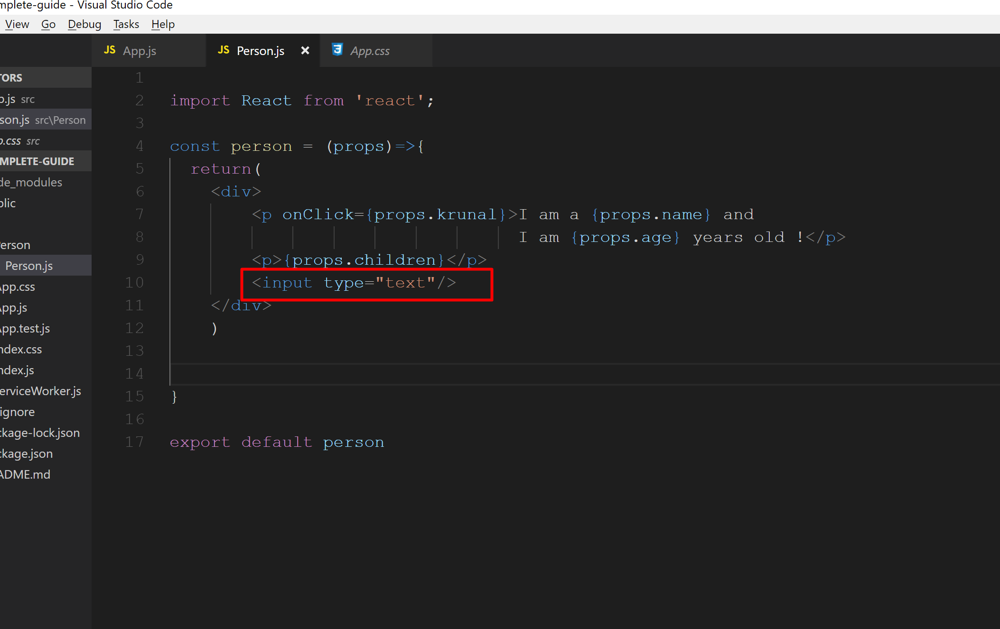 mplete-guide - Visual Studio Code
View Go Debug Tasks Help
JS App.js JS Person.js × App.css
TORS
p.js src
son.js src\Person
p.css src
MPLETE-GUIDE
de_modules
blic
erson
Person.js
App.css
App.js
App.test.js
ndex.css
ndex.js
erviceWorker.js
ignore
ckage-lock.json
ckage.json
ADME.md
1
2 import React from 'react';
3
4 const person = (props)=>{
5 return(
6 <div>
7 <p onClick={props.krunal}>I am a {props.name} and
8 I am {props.age} years old !</p>
9 <p>{props.children}</p>
10 <input type="text"/>
11 </div>
12 )
13
14
15 }
16
17 export default person